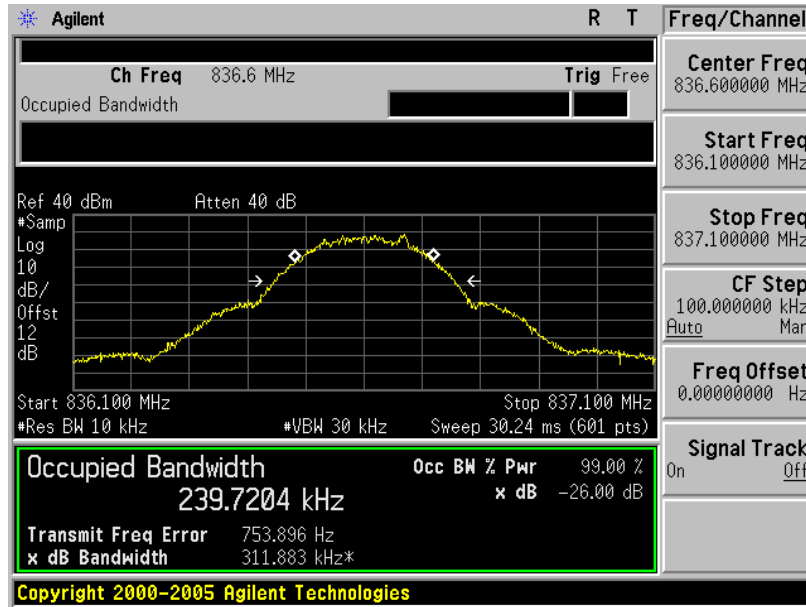 Agilent R T Freq/Channel
Ch Freq 836.6 MHz Trig Free
Occupied Bandwidth
Center Freq
836.600000 MHz
Start Freq
836.100000 MHz
Stop Freq
837.100000 MHz
CF Step
100.000000 kHz
Auto Man
Freq Offset
0.00000000 Hz
Signal Track
On Off
Ref 40 dBm Atten 40 dB
#Samp
Log
10
dB/
Offst
12
dB
Start 836.100 MHz Stop 837.100 MHz
#Res BW 10 kHz #VBW 30 kHz Sweep 30.24 ms (601 pts)
Occupied Bandwidth Occ BW % Pwr 99.00 %
239.7204 kHz x dB -26.00 dB
Transmit Freq Error 753.896 Hz
x dB Bandwidth 311.883 kHz*
Copyright 2000-2005 Agilent Technologies